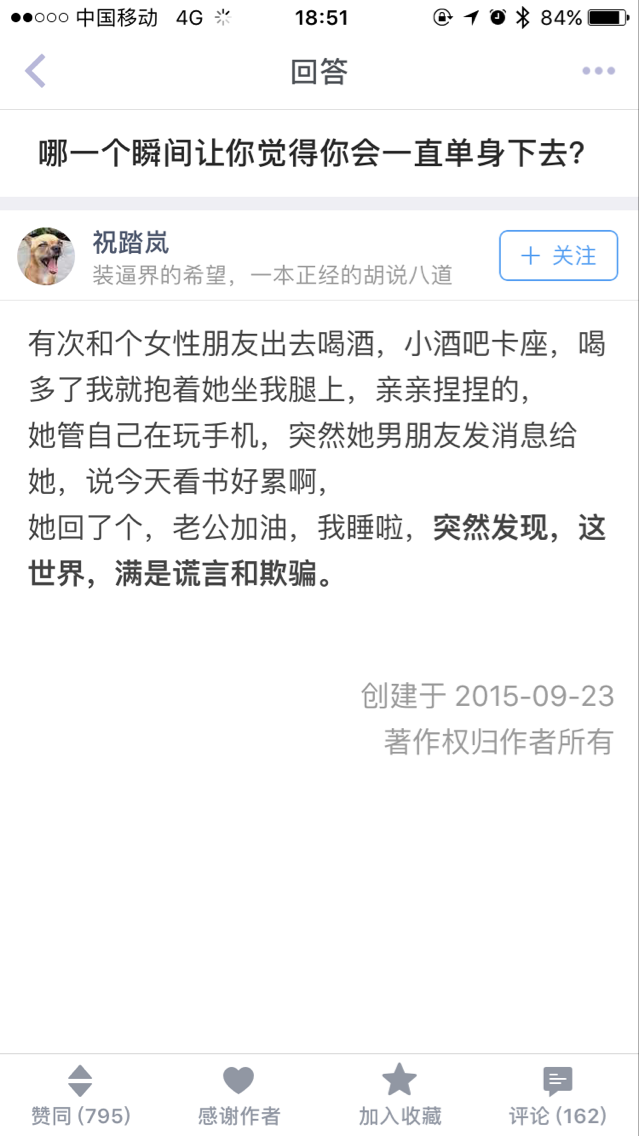 中国移动 4G 18:51 84%
回答
哪一个瞬间让你觉得你会一直单身下去?
祝踏岚
装逼界的希望，一本正经的胡说八道
＋ 关注
有次和个女性朋友出去喝酒，小酒吧卡座，喝
多了我就抱着她坐我腿上，亲亲捏捏的，
她管自己在玩手机，突然她男朋友发消息给
她，说今天看书好累啊，
她回了个，老公加油，我睡啦，突然发现，这
世界，满是谎言和欺骗。
创建于 2015-09-23
著作权归作者所有
赞同 (795) 感谢作者 加入收藏 评论 (162)